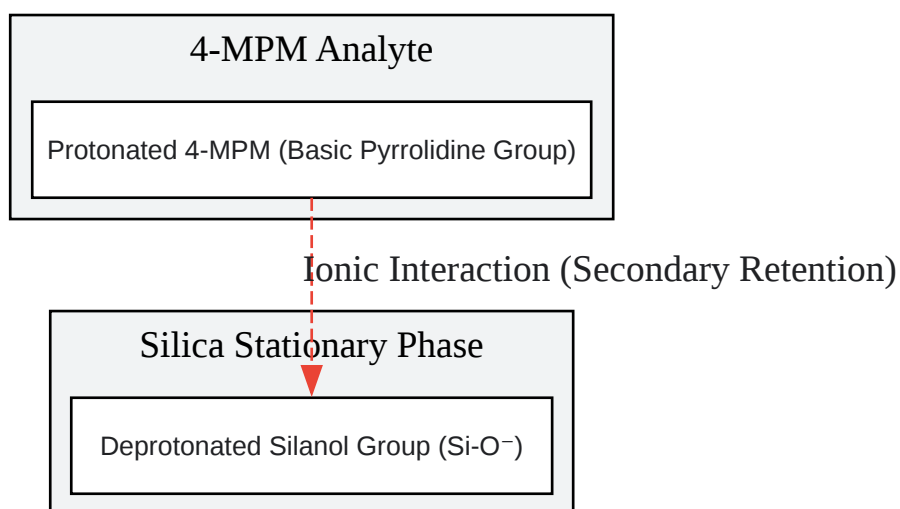 4-MPM Analyte
Protonated 4-MPM (Basic Pyrrolidine Group)
Ionic Interaction (Secondary Retention)
Silica Stationary Phase
Deprotonated Silanol Group (Si-O⁻)